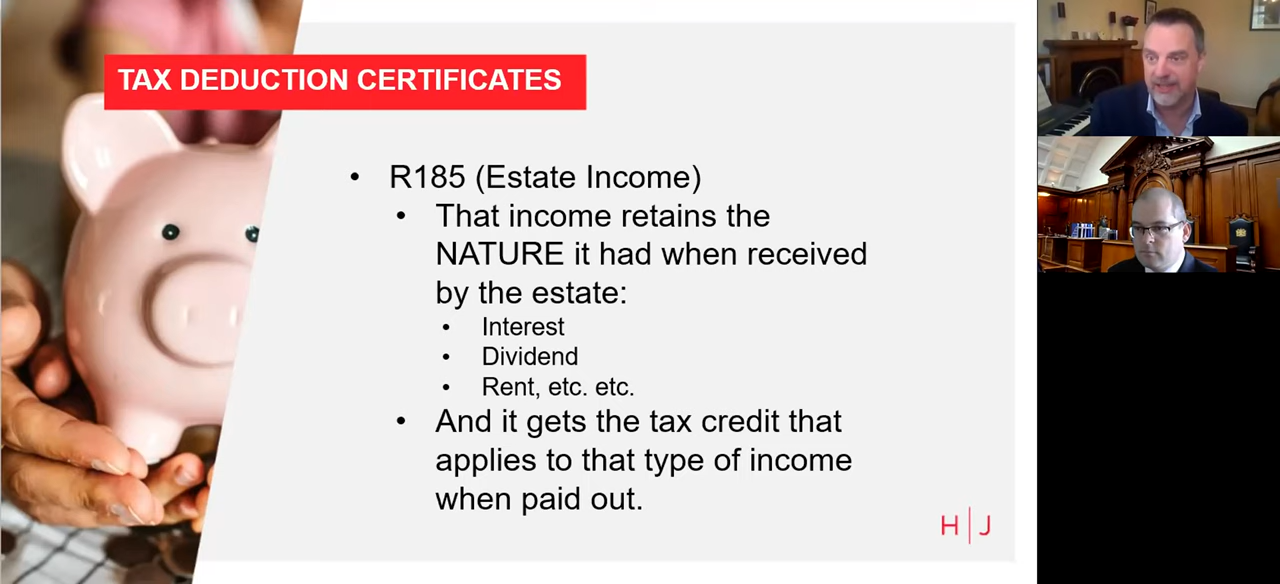 TAX DEDUCTION CERTIFICATES
• R185 (Estate Income)
• That income retains the
NATURE it had when received
by the estate:
• Interest
• Dividend
• Rent, etc. etc.
• And it gets the tax credit that
applies to that type of income
when paid out.
H|J